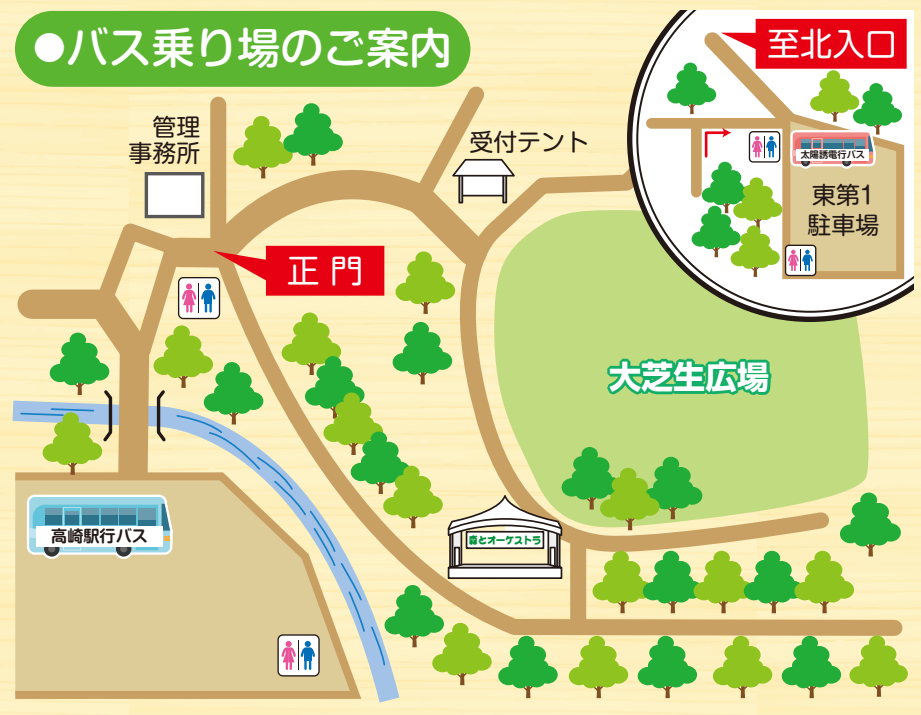 ●バス乗り場のご案内
至北入口
管理
事務所
受付テント
太陽誘電行バス
東第1
駐車場
正門
大芝生広場
高崎駅行バス
森とオーケストラ